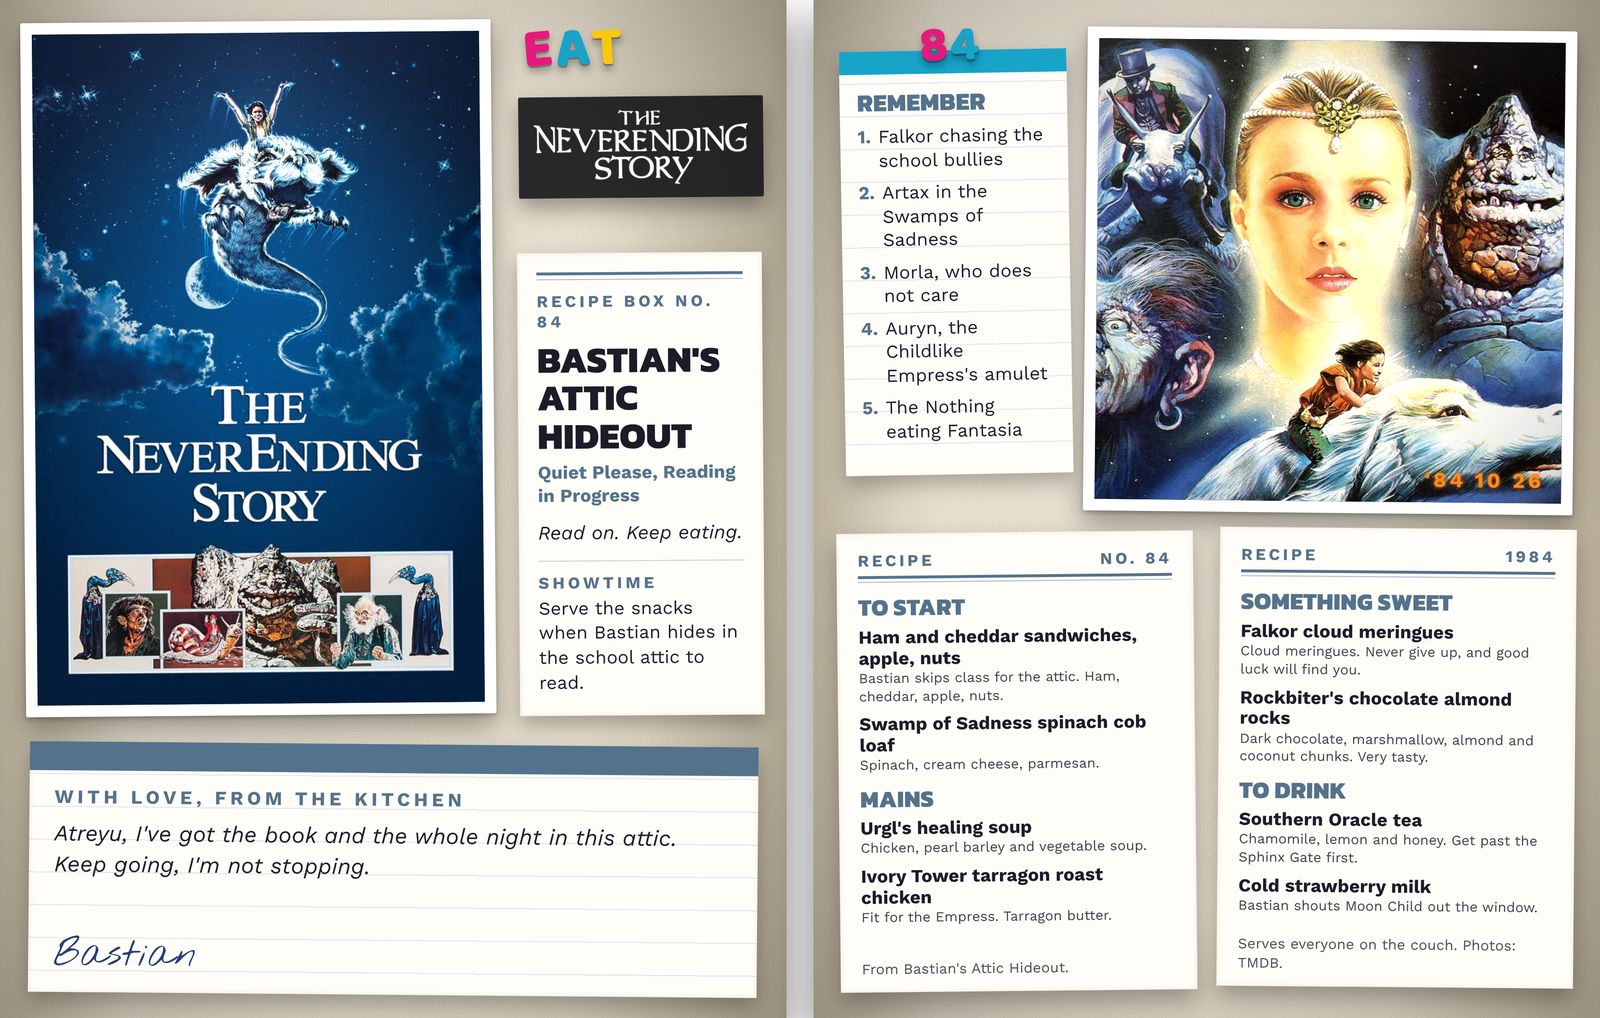 THE
NEVERENDING
STORY
EAT
THE
NEVERENDING
STORY
RECIPE BOX NO.
84
BASTIAN'S
ATTIC
HIDEOUT
Quiet Please, Reading
in Progress
Read on. Keep eating.
SHOWTIME
Serve the snacks
when Bastian hides in
the school attic to
read.
WITH LOVE, FROM THE KITCHEN
Atreyu, I've got the book and the whole night in this attic.
Keep going, I'm not stopping.
Bastian
84
REMEMBER
1. Falkor chasing the
school bullies
2. Artax in the
Swamps of
Sadness
3. Morla, who does
not care
4. Auryn, the
Childlike
Empress's amulet
5. The Nothing
eating Fantasia
'84 10 26
RECIPE NO. 84
TO START
Ham and cheddar sandwiches,
apple, nuts
Bastian skips class for the attic. Ham,
cheddar, apple, nuts.
Swamp of Sadness spinach cob
loaf
Spinach, cream cheese, parmesan.
MAINS
Urgl's healing soup
Chicken, pearl barley and vegetable soup.
Ivory Tower tarragon roast
chicken
Fit for the Empress. Tarragon butter.
From Bastian's Attic Hideout.
RECIPE 1984
SOMETHING SWEET
Falkor cloud meringues
Cloud meringues. Never give up, and good
luck will find you.
Rockbiter's chocolate almond
rocks
Dark chocolate, marshmallow, almond and
coconut chunks. Very tasty.
TO DRINK
Southern Oracle tea
Chamomile, lemon and honey. Get past the
Sphinx Gate first.
Cold strawberry milk
Bastian shouts Moon Child out the window.
Serves everyone on the couch. Photos:
TMDB.